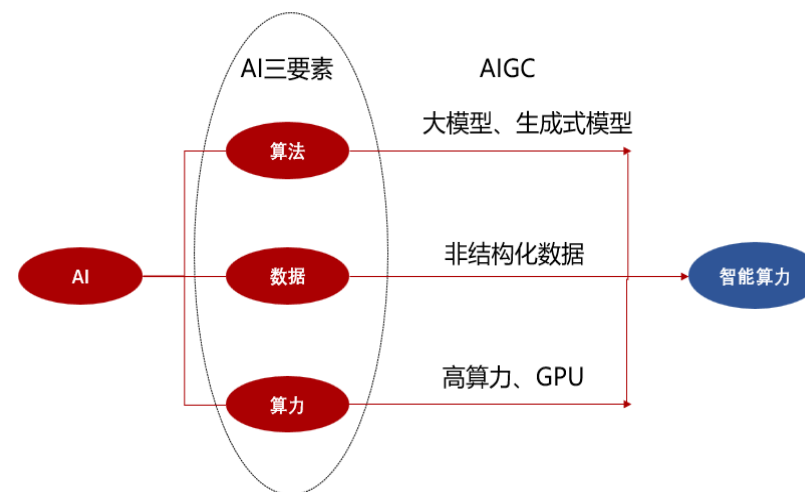 AI三要素
AIGC
大模型、生成式模型
算法
非结构化数据
AI
数据
智能算力
高算力、GPU
算力